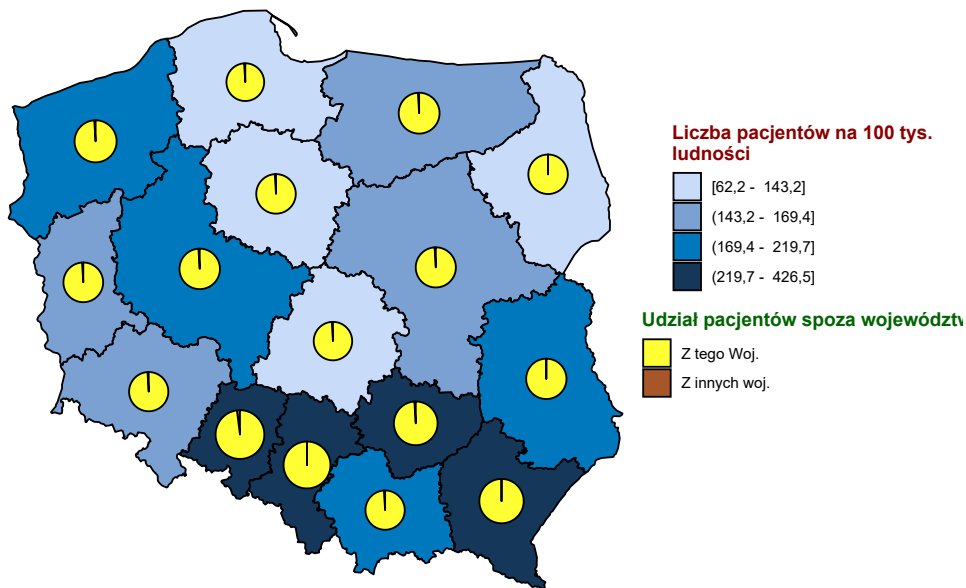 Liczba pacjentów na 100 tys.
ludności
[62,2 - 143,2]
(143,2 - 169,4]
(169,4 - 219,7]
(219,7 - 426,5]
Udział pacjentów spoza województw
Z tego Woj.
Z innych woj.